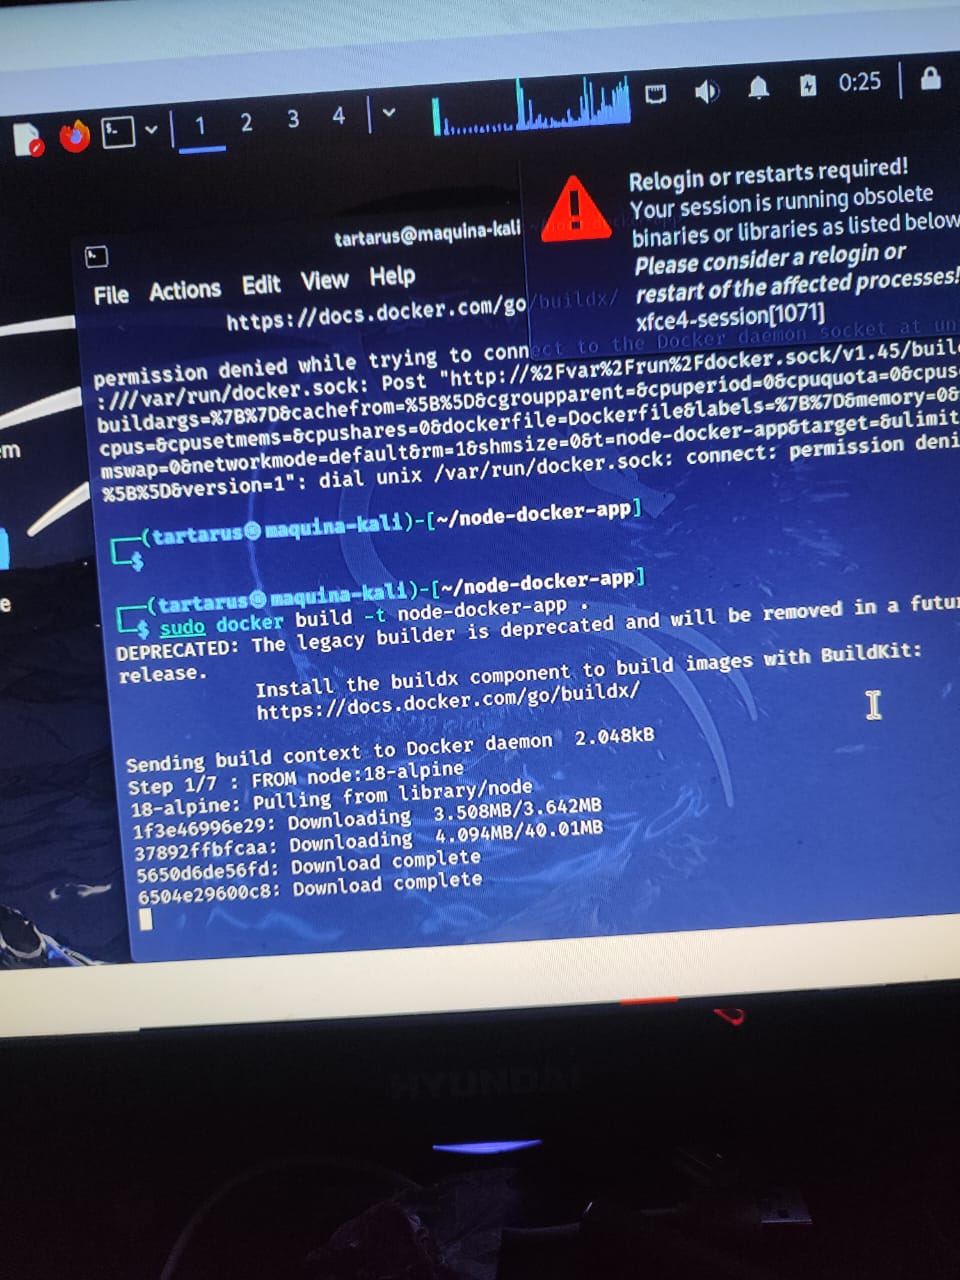 1 2 3 4
0:25
Relogin or restarts required!
Your session is running obsolete
binaries or libraries as listed below
Please consider a relogin or
restart of the affected processes!
xfce4-session[1071]
tartarus@maquina-kali
File Actions Edit View Help
https://docs.docker.com/go/buildx/
permission denied while trying to connect to the Docker daemon socket at un
:///var/run/docker.sock: Post "http://%2Fvar%2Frun%2Fdocker.sock/v1.45/buil
buildargs=%7B%7D&cachefrom=%5B%5D&cgroupparent=&cpuperiod=0&cpuquota=0&cpus
cpus=&cpusetmems=&cpushares=0&dockerfile=Dockerfile&labels=%7B%7D&memory=0&
mswap=0&networkmode=default&rm=1&shmsize=0&t=node-docker-app&target=&ulimit
%5B%5D&version=1": dial unix /var/run/docker.sock: connect: permission deni
(tartarus㉿maquina-kali)-[~/node-docker-app]
$
(tartarus㉿maquina-kali)-[~/node-docker-app]
$ sudo docker build -t node-docker-app .
DEPRECATED: The legacy builder is deprecated and will be removed in a futur
release.
Install the buildx component to build images with BuildKit:
https://docs.docker.com/go/buildx/
Sending build context to Docker daemon 2.048kB
Step 1/7 : FROM node:18-alpine
18-alpine: Pulling from library/node
1f3e46996e29: Downloading 3.508MB/3.642MB
37892ffbfcaa: Downloading 4.094MB/40.01MB
5650d6de56fd: Download complete
6504e29600c8: Download complete
m
e
HYUNDAI